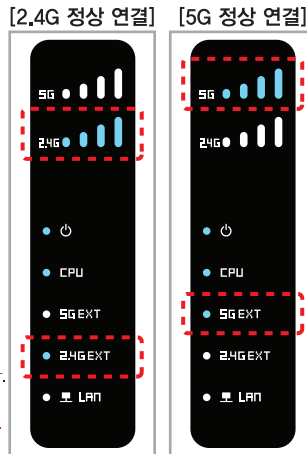 [2.4G 정상 연결]
5G
2.4G
CPU
5G EXT
2.4G EXT
LAN
[5G 정상 연결]
5G
2.4G
CPU
5G EXT
2.4G EXT
LAN